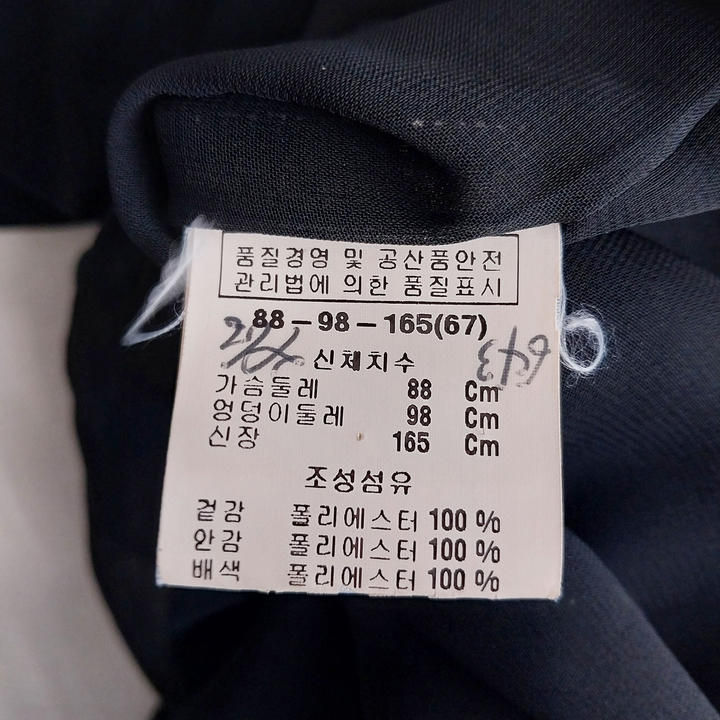 품질경영 및 공산품안전
관리법에 의한 품질표시
88-98-165(67)
신체치수
가슴둘레 88 Cm
엉덩이둘레 98 Cm
신장 165 Cm
조성섬유
겉감 폴리에스터 100 %
안감 폴리에스터 100 %
배색 폴리에스터 100 %